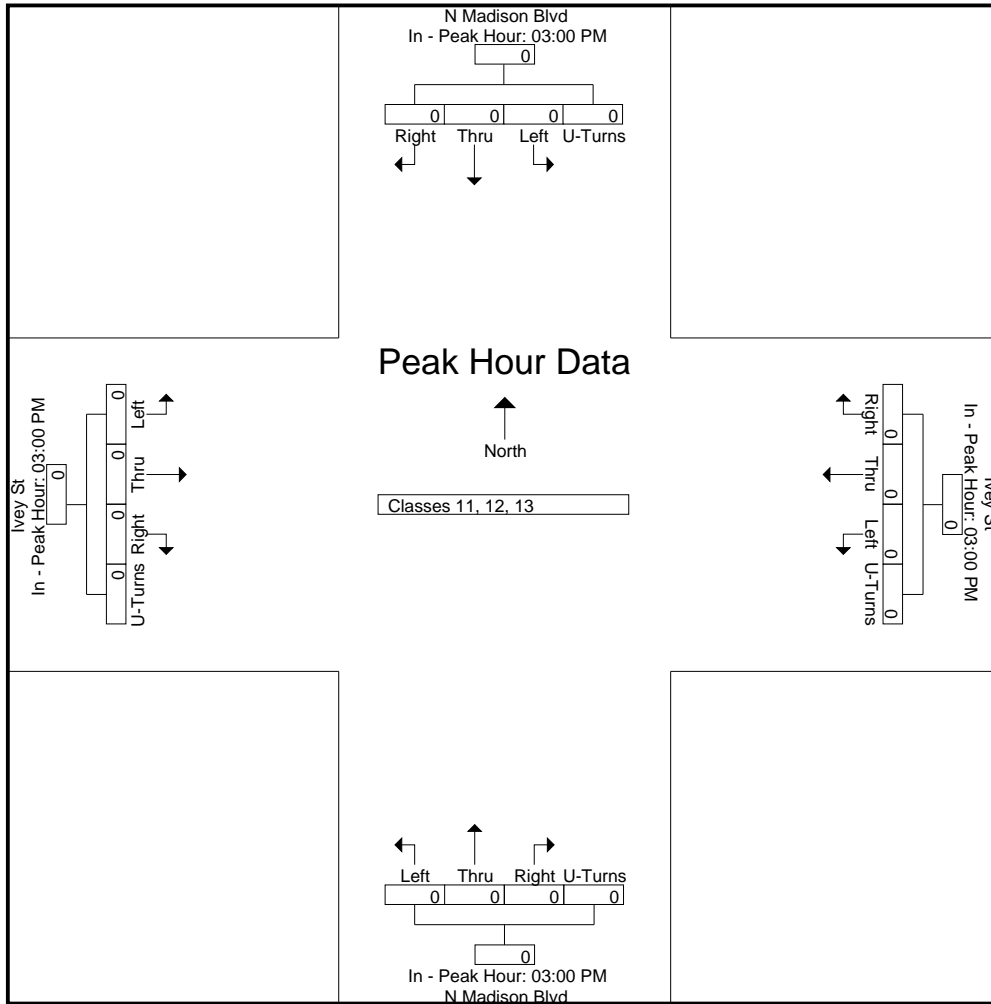 N Madison Blvd
In - Peak Hour: 03:00 PM
0
0 0 0 0
Right Thru Left U-Turns
Peak Hour Data
North
Classes 11, 12, 13
Ivey St
In - Peak Hour: 03:00 PM
0
0 0 0 0
Left Thru Right U-Turns
Right Thru Left U-Turns
0 0 0 0
0
In - Peak Hour: 03:00 PM
Ivey St
Left Thru Right U-Turns
0 0 0 0
0
In - Peak Hour: 03:00 PM
N Madison Blvd